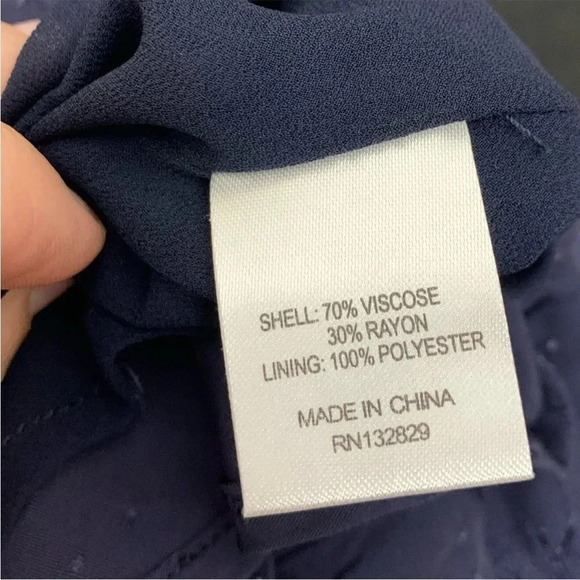 SHELL: 70% VISCOSE
30% RAYON
LINING: 100% POLYESTER
MADE IN CHINA
RN132829